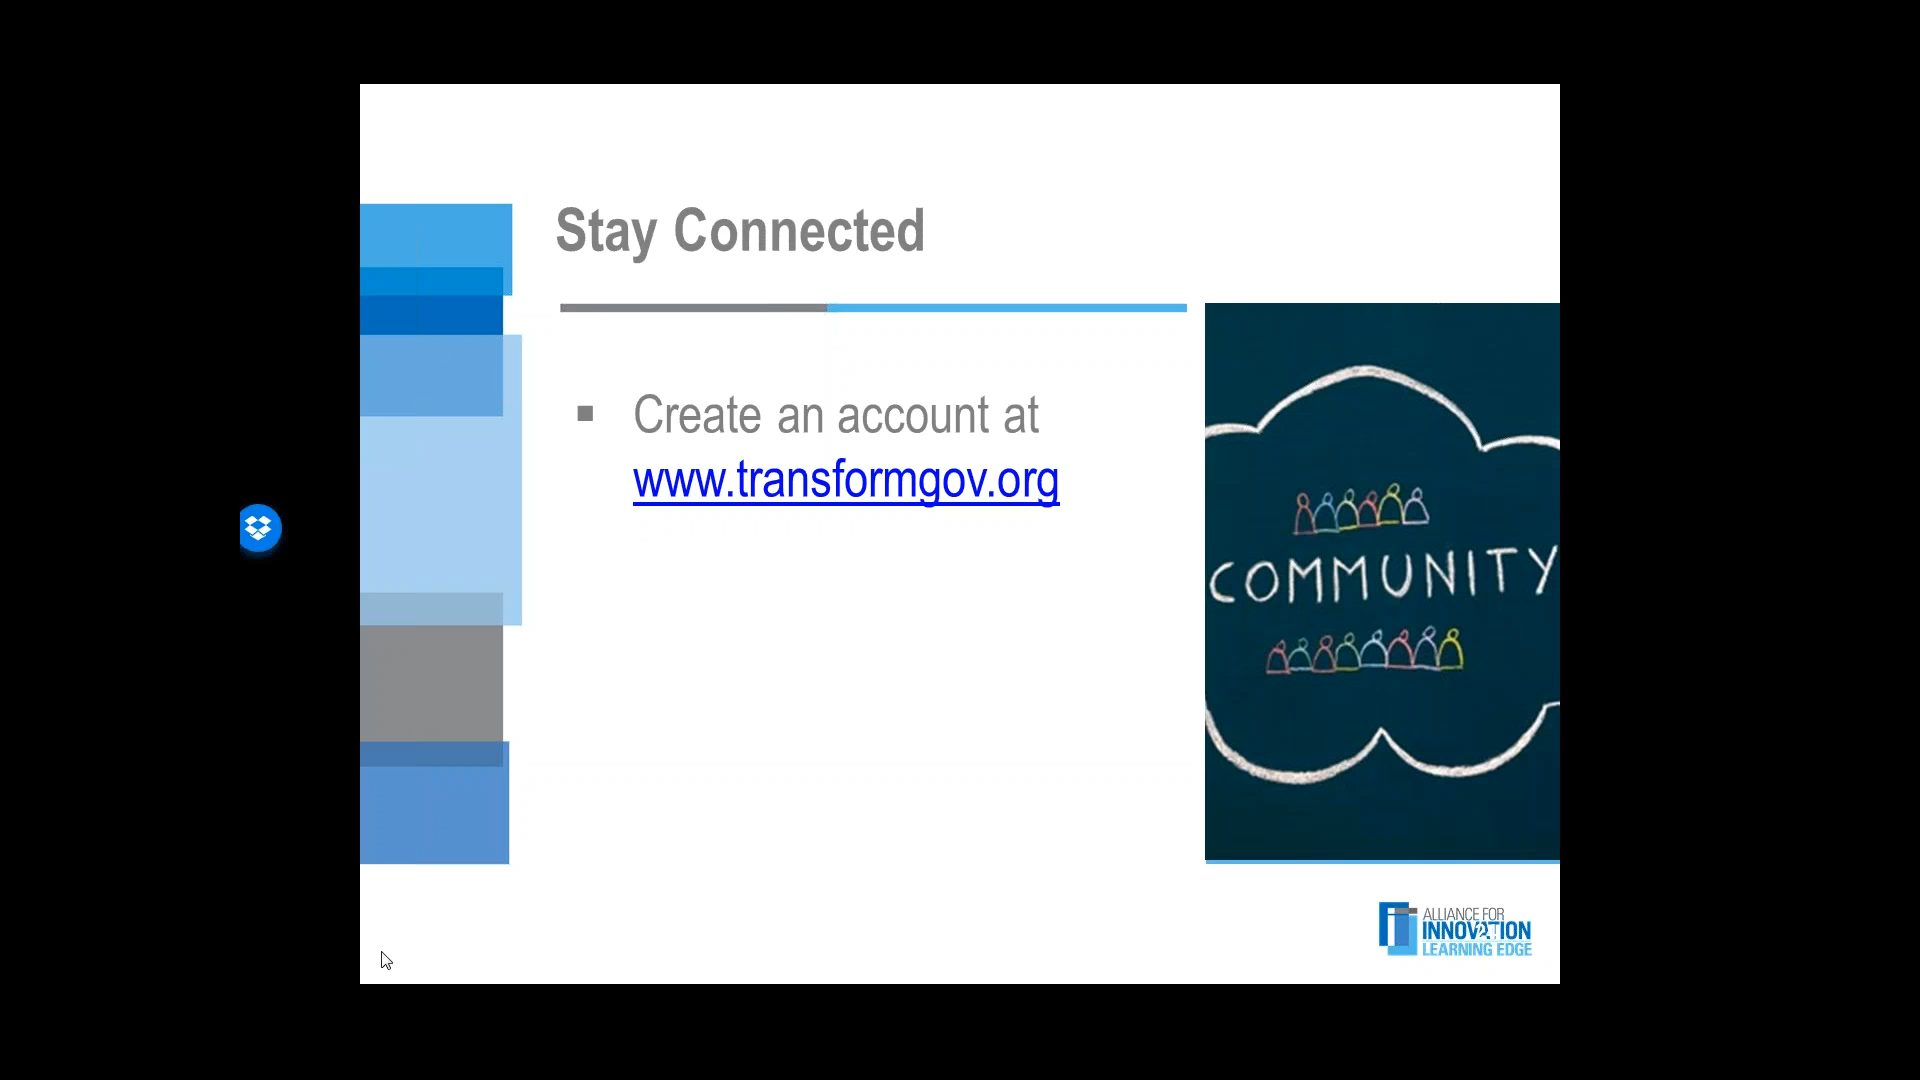 Stay Connected
▪ Create an account at
www.transformgov.org
COMMUNITY
ALLIANCE FOR
INNOVATION
LEARNING EDGE